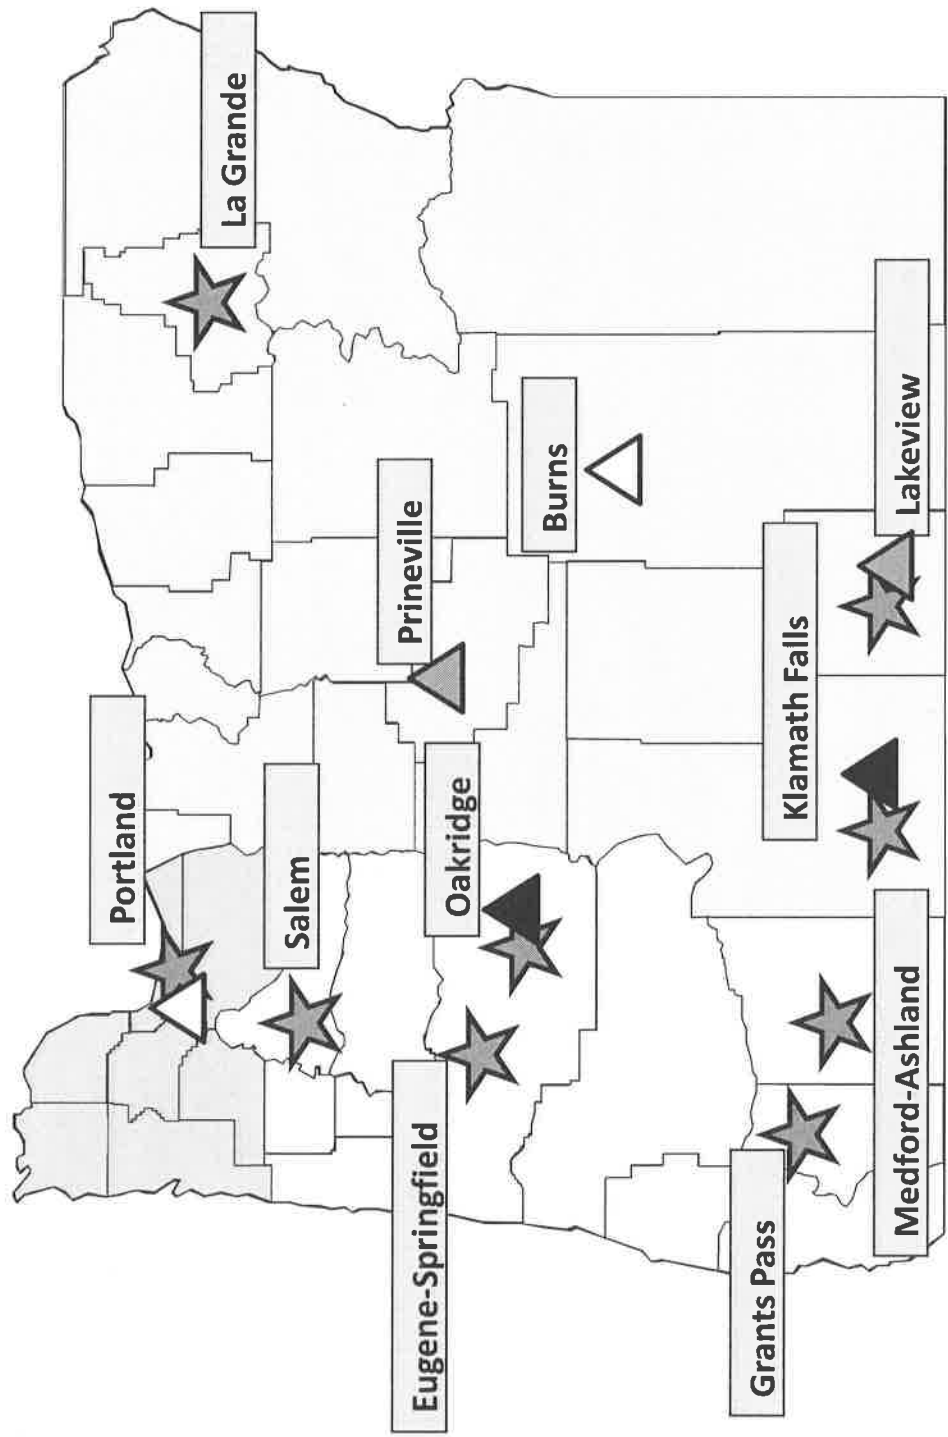 Portland
La Grande
Salem
Prineville
Oakridge
Eugene-Springfield
Burns
Grants Pass
Klamath Falls
Medford-Ashland
Lakeview